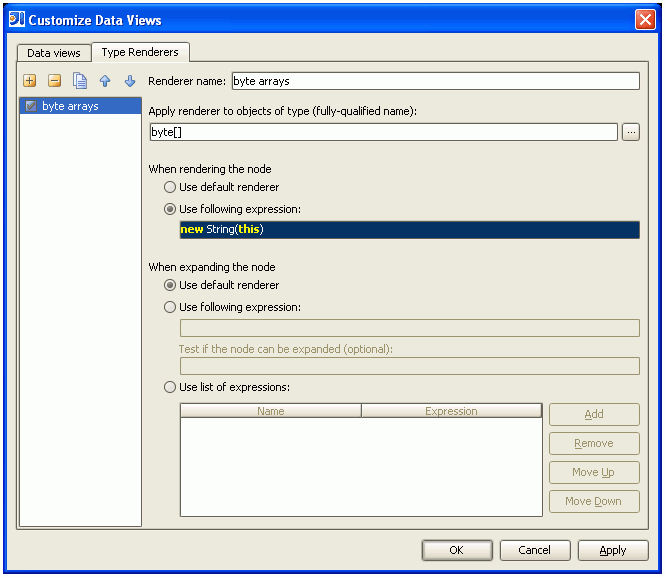 Customize Data Views
Data views
Type Renderers
byte arrays
Renderer name: byte arrays
Apply renderer to objects of type (fully-qualified name):
byte[]
...
When rendering the node
Use default renderer
Use following expression:
new String(this)
When expanding the node
Use default renderer
Use following expression:
Test if the node can be expanded (optional):
Use list of expressions:
Name
Expression
Add
Remove
Move Up
Move Down
OK
Cancel
Apply